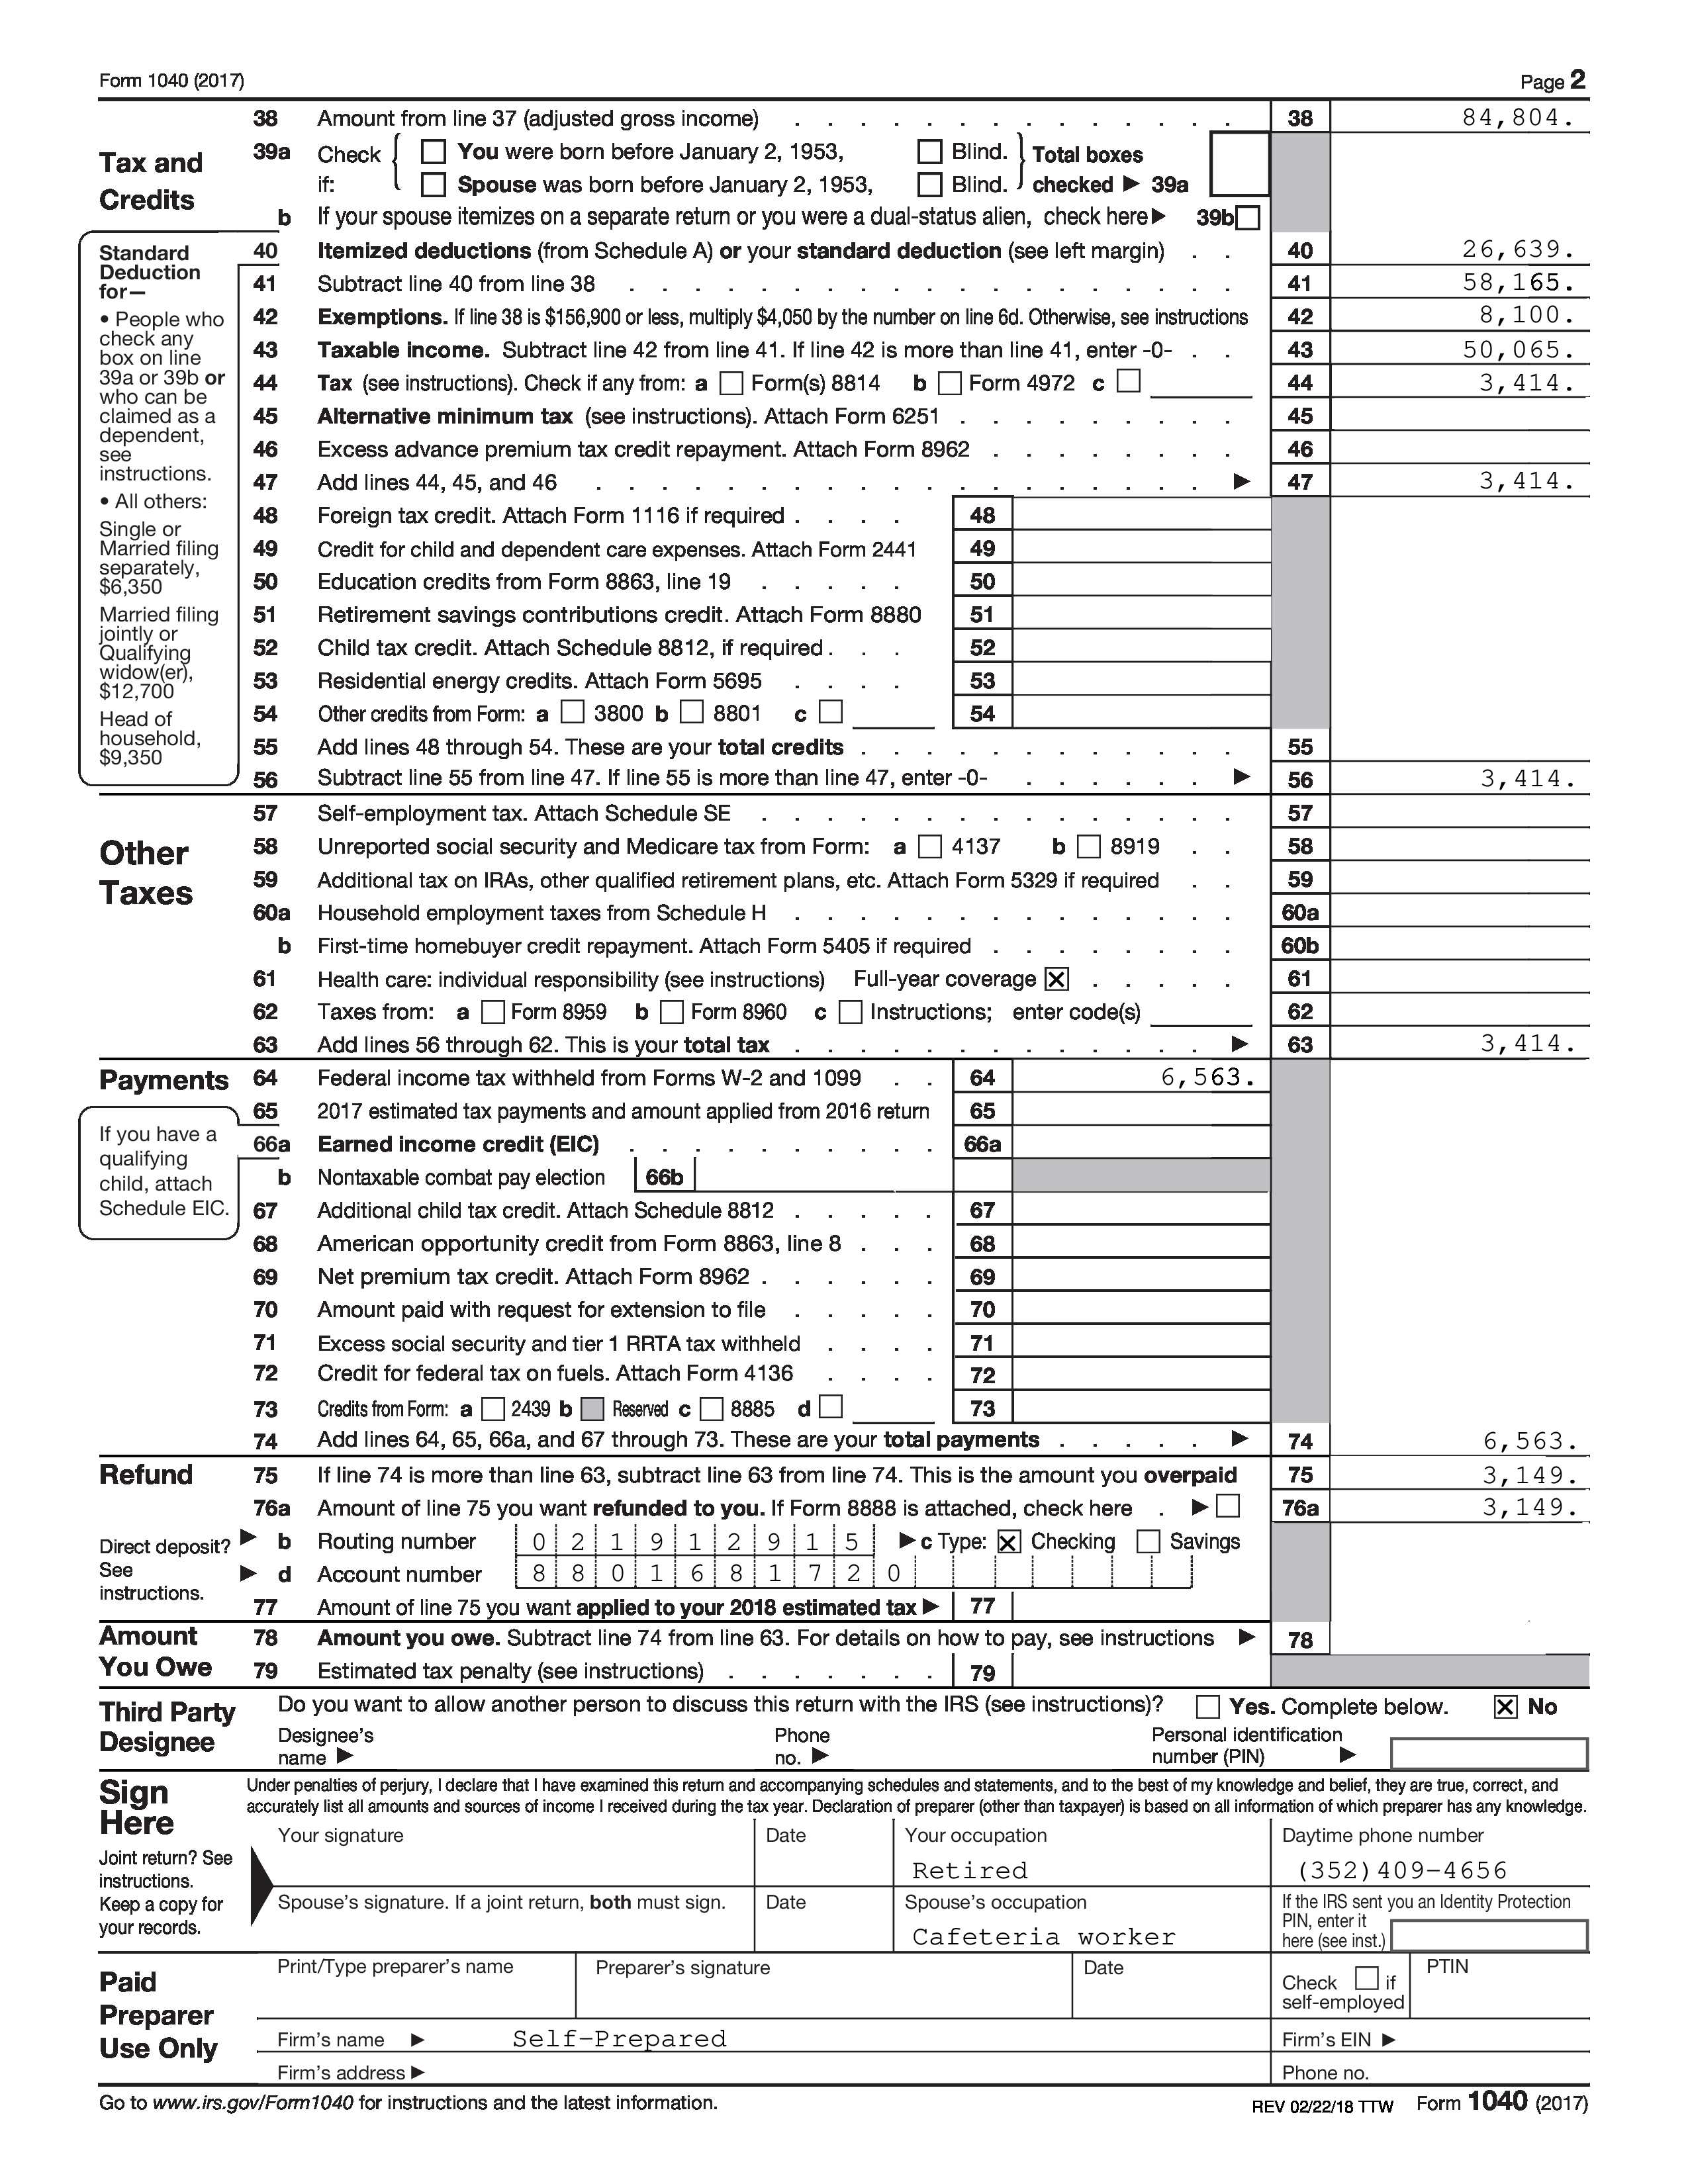 Form 1040 (2017) Page 2
38 Amount from line 37 (adjusted gross income) . . . . . . . . . . . . . . 38 84,804.
Tax and Credits
39a Check if: { You were born before January 2, 1953, Blind. } Total boxes
Spouse was born before January 2, 1953, Blind. checked ▶ 39a
b If your spouse itemizes on a separate return or you were a dual-status alien, check here ▶ 39b
Standard Deduction for—
• People who check any box on line 39a or 39b or who can be claimed as a dependent, see instructions.
• All others:
Single or Married filing separately, $6,350
Married filing jointly or Qualifying widow(er), $12,700
Head of household, $9,350
40 Itemized deductions (from Schedule A) or your standard deduction (see left margin) . . 40 26,639.
41 Subtract line 40 from line 38 . . . . . . . . . . . . . . . . . . . 41 58,165.
42 Exemptions. If line 38 is $156,900 or less, multiply $4,050 by the number on line 6d. Otherwise, see instructions 42 8,100.
43 Taxable income. Subtract line 42 from line 41. If line 42 is more than line 41, enter -0- . . 43 50,065.
44 Tax (see instructions). Check if any from: a Form(s) 8814 b Form 4972 c 44 3,414.
45 Alternative minimum tax (see instructions). Attach Form 6251 . . . . . . . . . 45
46 Excess advance premium tax credit repayment. Attach Form 8962 . . . . . . . . 46
47 Add lines 44, 45, and 46 . . . . . . . . . . . . . . . . . . . ▶ 47 3,414.
48 Foreign tax credit. Attach Form 1116 if required . . . . 48
49 Credit for child and dependent care expenses. Attach Form 2441 49
50 Education credits from Form 8863, line 19 . . . . . 50
51 Retirement savings contributions credit. Attach Form 8880 51
52 Child tax credit. Attach Schedule 8812, if required . . . 52
53 Residential energy credits. Attach Form 5695 . . . . 53
54 Other credits from Form: a 3800 b 8801 c 54
55 Add lines 48 through 54. These are your total credits . . . . . . . . . . . . 55
56 Subtract line 55 from line 47. If line 55 is more than line 47, enter -0- . . . . . . ▶ 56 3,414.
Other Taxes
57 Self-employment tax. Attach Schedule SE . . . . . . . . . . . . . . . 57
58 Unreported social security and Medicare tax from Form: a 4137 b 8919 . . 58
59 Additional tax on IRAs, other qualified retirement plans, etc. Attach Form 5329 if required . . 59
60a Household employment taxes from Schedule H . . . . . . . . . . . . . . 60a
b First-time homebuyer credit repayment. Attach Form 5405 if required . . . . . . . . 60b
61 Health care: individual responsibility (see instructions) Full-year coverage ☒ . . . . . 61
62 Taxes from: a Form 8959 b Form 8960 c Instructions; enter code(s) 62
63 Add lines 56 through 62. This is your total tax . . . . . . . . . . . . . ▶ 63 3,414.
Payments
64 Federal income tax withheld from Forms W-2 and 1099 . . 64 6,563.
65 2017 estimated tax payments and amount applied from 2016 return 65
If you have a qualifying child, attach Schedule EIC.
66a Earned income credit (EIC) . . . . . . . . . . 66a
b Nontaxable combat pay election 66b
67 Additional child tax credit. Attach Schedule 8812 . . . . . 67
68 American opportunity credit from Form 8863, line 8 . . . 68
69 Net premium tax credit. Attach Form 8962 . . . . . . 69
70 Amount paid with request for extension to file . . . . . 70
71 Excess social security and tier 1 RRTA tax withheld . . . . 71
72 Credit for federal tax on fuels. Attach Form 4136 . . . . 72
73 Credits from Form: a 2439 b Reserved c 8885 d 73
74 Add lines 64, 65, 66a, and 67 through 73. These are your total payments . . . . . ▶ 74 6,563.
Refund
75 If line 74 is more than line 63, subtract line 63 from line 74. This is the amount you overpaid 75 3,149.
76a Amount of line 75 you want refunded to you. If Form 8888 is attached, check here . ▶ 76a 3,149.
Direct deposit? See instructions.
▶ b Routing number 0 2 1 9 1 2 9 1 5 ▶ c Type: ☒ Checking Savings
▶ d Account number 8 8 0 1 6 8 1 7 2 0
77 Amount of line 75 you want applied to your 2018 estimated tax ▶ 77
Amount You Owe
78 Amount you owe. Subtract line 74 from line 63. For details on how to pay, see instructions ▶ 78
79 Estimated tax penalty (see instructions) . . . . . . . 79
Third Party Designee
Do you want to allow another person to discuss this return with the IRS (see instructions)? Yes. Complete below. ☒ No
Designee's name ▶ Phone no. ▶ Personal identification number (PIN) ▶
Sign Here
Joint return? See instructions. Keep a copy for your records.
Under penalties of perjury, I declare that I have examined this return and accompanying schedules and statements, and to the best of my knowledge and belief, they are true, correct, and
accurately list all amounts and sources of income I received during the tax year. Declaration of preparer (other than taxpayer) is based on all information of which preparer has any knowledge.
Your signature Date Your occupation Daytime phone number
Retired (352)409-4656
Spouse's signature. If a joint return, both must sign. Date Spouse's occupation If the IRS sent you an Identity Protection PIN, enter it here (see inst.)
Cafeteria worker
Paid Preparer Use Only
Print/Type preparer's name Preparer's signature Date Check if self-employed PTIN
Firm's name ▶ Self-Prepared Firm's EIN ▶
Firm's address ▶ Phone no.
Go to www.irs.gov/Form1040 for instructions and the latest information. REV 02/22/18 TTW Form 1040 (2017)